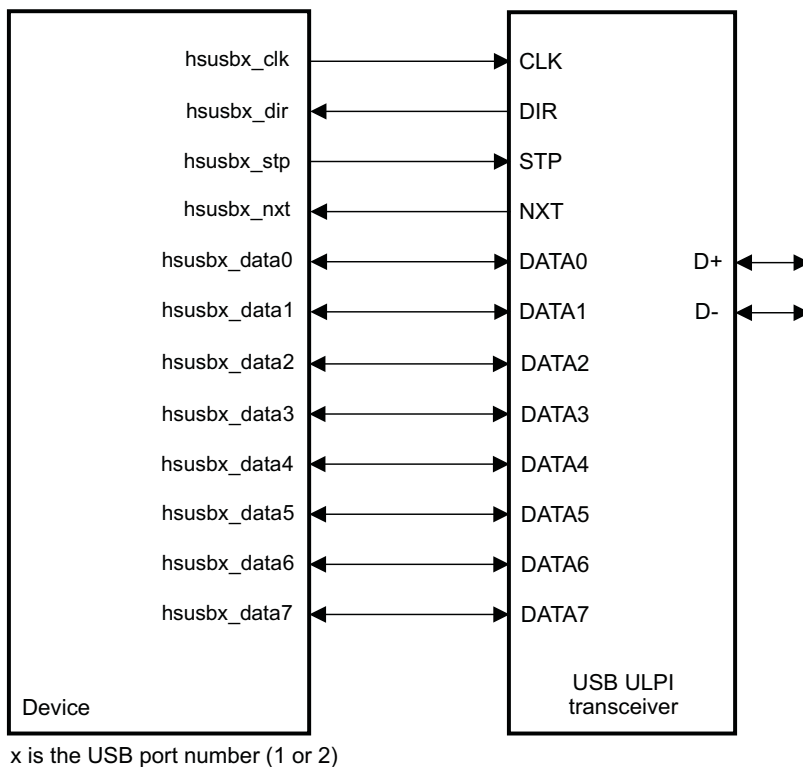 hsusbx_clk CLK
hsusbx_dir DIR
hsusbx_stp STP
hsusbx_nxt NXT
hsusbx_data0 DATA0 D+
hsusbx_data1 DATA1 D-
hsusbx_data2 DATA2
hsusbx_data3 DATA3
hsusbx_data4 DATA4
hsusbx_data5 DATA5
hsusbx_data6 DATA6
hsusbx_data7 DATA7
Device
USB ULPI
transceiver
x is the USB port number (1 or 2)